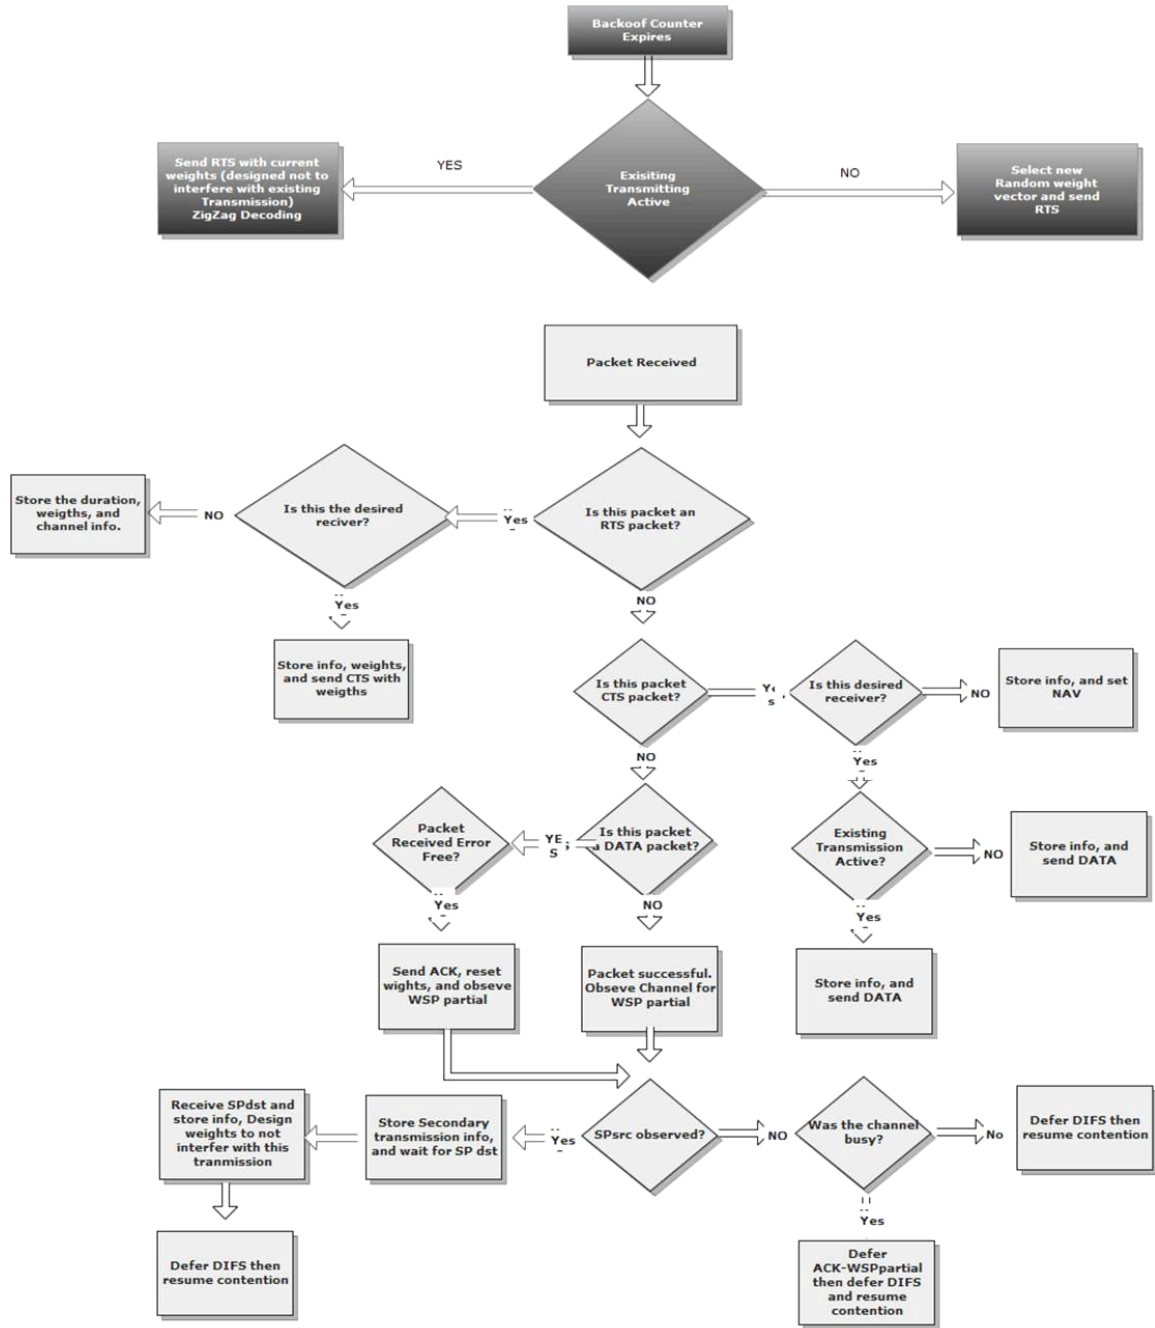 Backoof Counter
Expires
Send RTS with current
weights (designed not to
interfere with existing
Transmission)
ZigZag Decoding
YES
Exisiting
Transmitting
Active
NO
Select new
Random weight
vector and send
RTS
Packet Received
Store the duration,
weigths, and
channel info.
NO
Is this the desired
reciver?
Yes
Is this packet an
RTS packet?
Yes
NO
Store info, weights,
and send CTS with
weigths
Is this packet
CTS packet?
Yes
Is this desired
receiver?
NO
Store info, and set
NAV
NO
Yes
Packet
Received Error
Free?
YES
Is this packet
a DATA packet?
Existing
Transmission
Active?
NO
Store info, and
send DATA
Yes
NO
Yes
Send ACK, reset
wights, and obseve
WSP partial
Packet successful.
Obseve Channel for
WSP partial
Store info, and
send DATA
Receive SPdst and
store info, Design
weights to not
interfer with this
tranmission
Store Secondary
transmission info,
and wait for SP dst
Yes
SPsrc observed?
NO
Was the channel
busy?
No
Defer DIFS then
resume contention
Yes
Defer DIFS then
resume contention
Defer
ACK-WSPpartial
then defer DIFS
and resume
contention